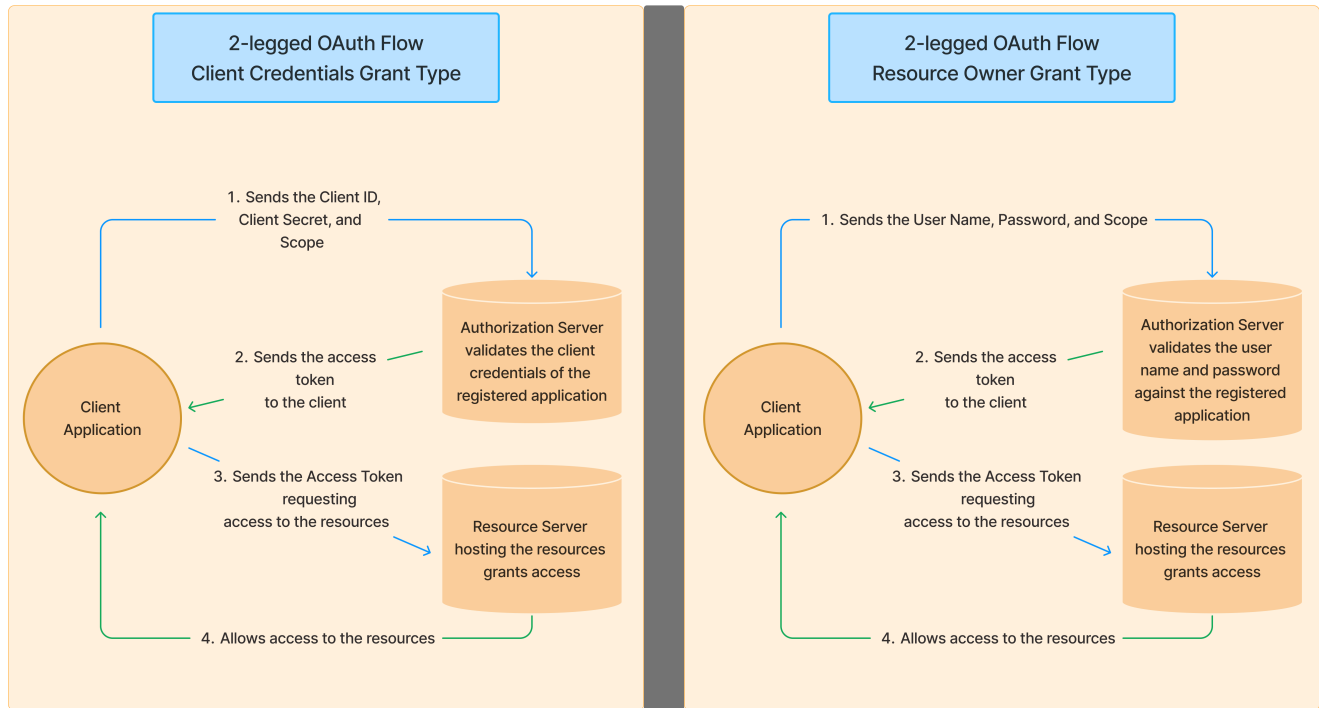 2-legged OAuth Flow
Client Credentials Grant Type
1. Sends the Client ID,
Client Secret, and
Scope
Authorization Server
validates the client
credentials of the
registered application
2. Sends the access
token
to the client
Client
Application
3. Sends the Access Token
requesting
access to the resources
Resource Server
hosting the resources
grants access
4. Allows access to the resources
2-legged OAuth Flow
Resource Owner Grant Type
1. Sends the User Name, Password, and Scope
Authorization Server
validates the user
name and password
against the registered
application
2. Sends the access
token
to the client
Client
Application
3. Sends the Access Token
requesting
access to the resources
Resource Server
hosting the resources
grants access
4. Allows access to the resources